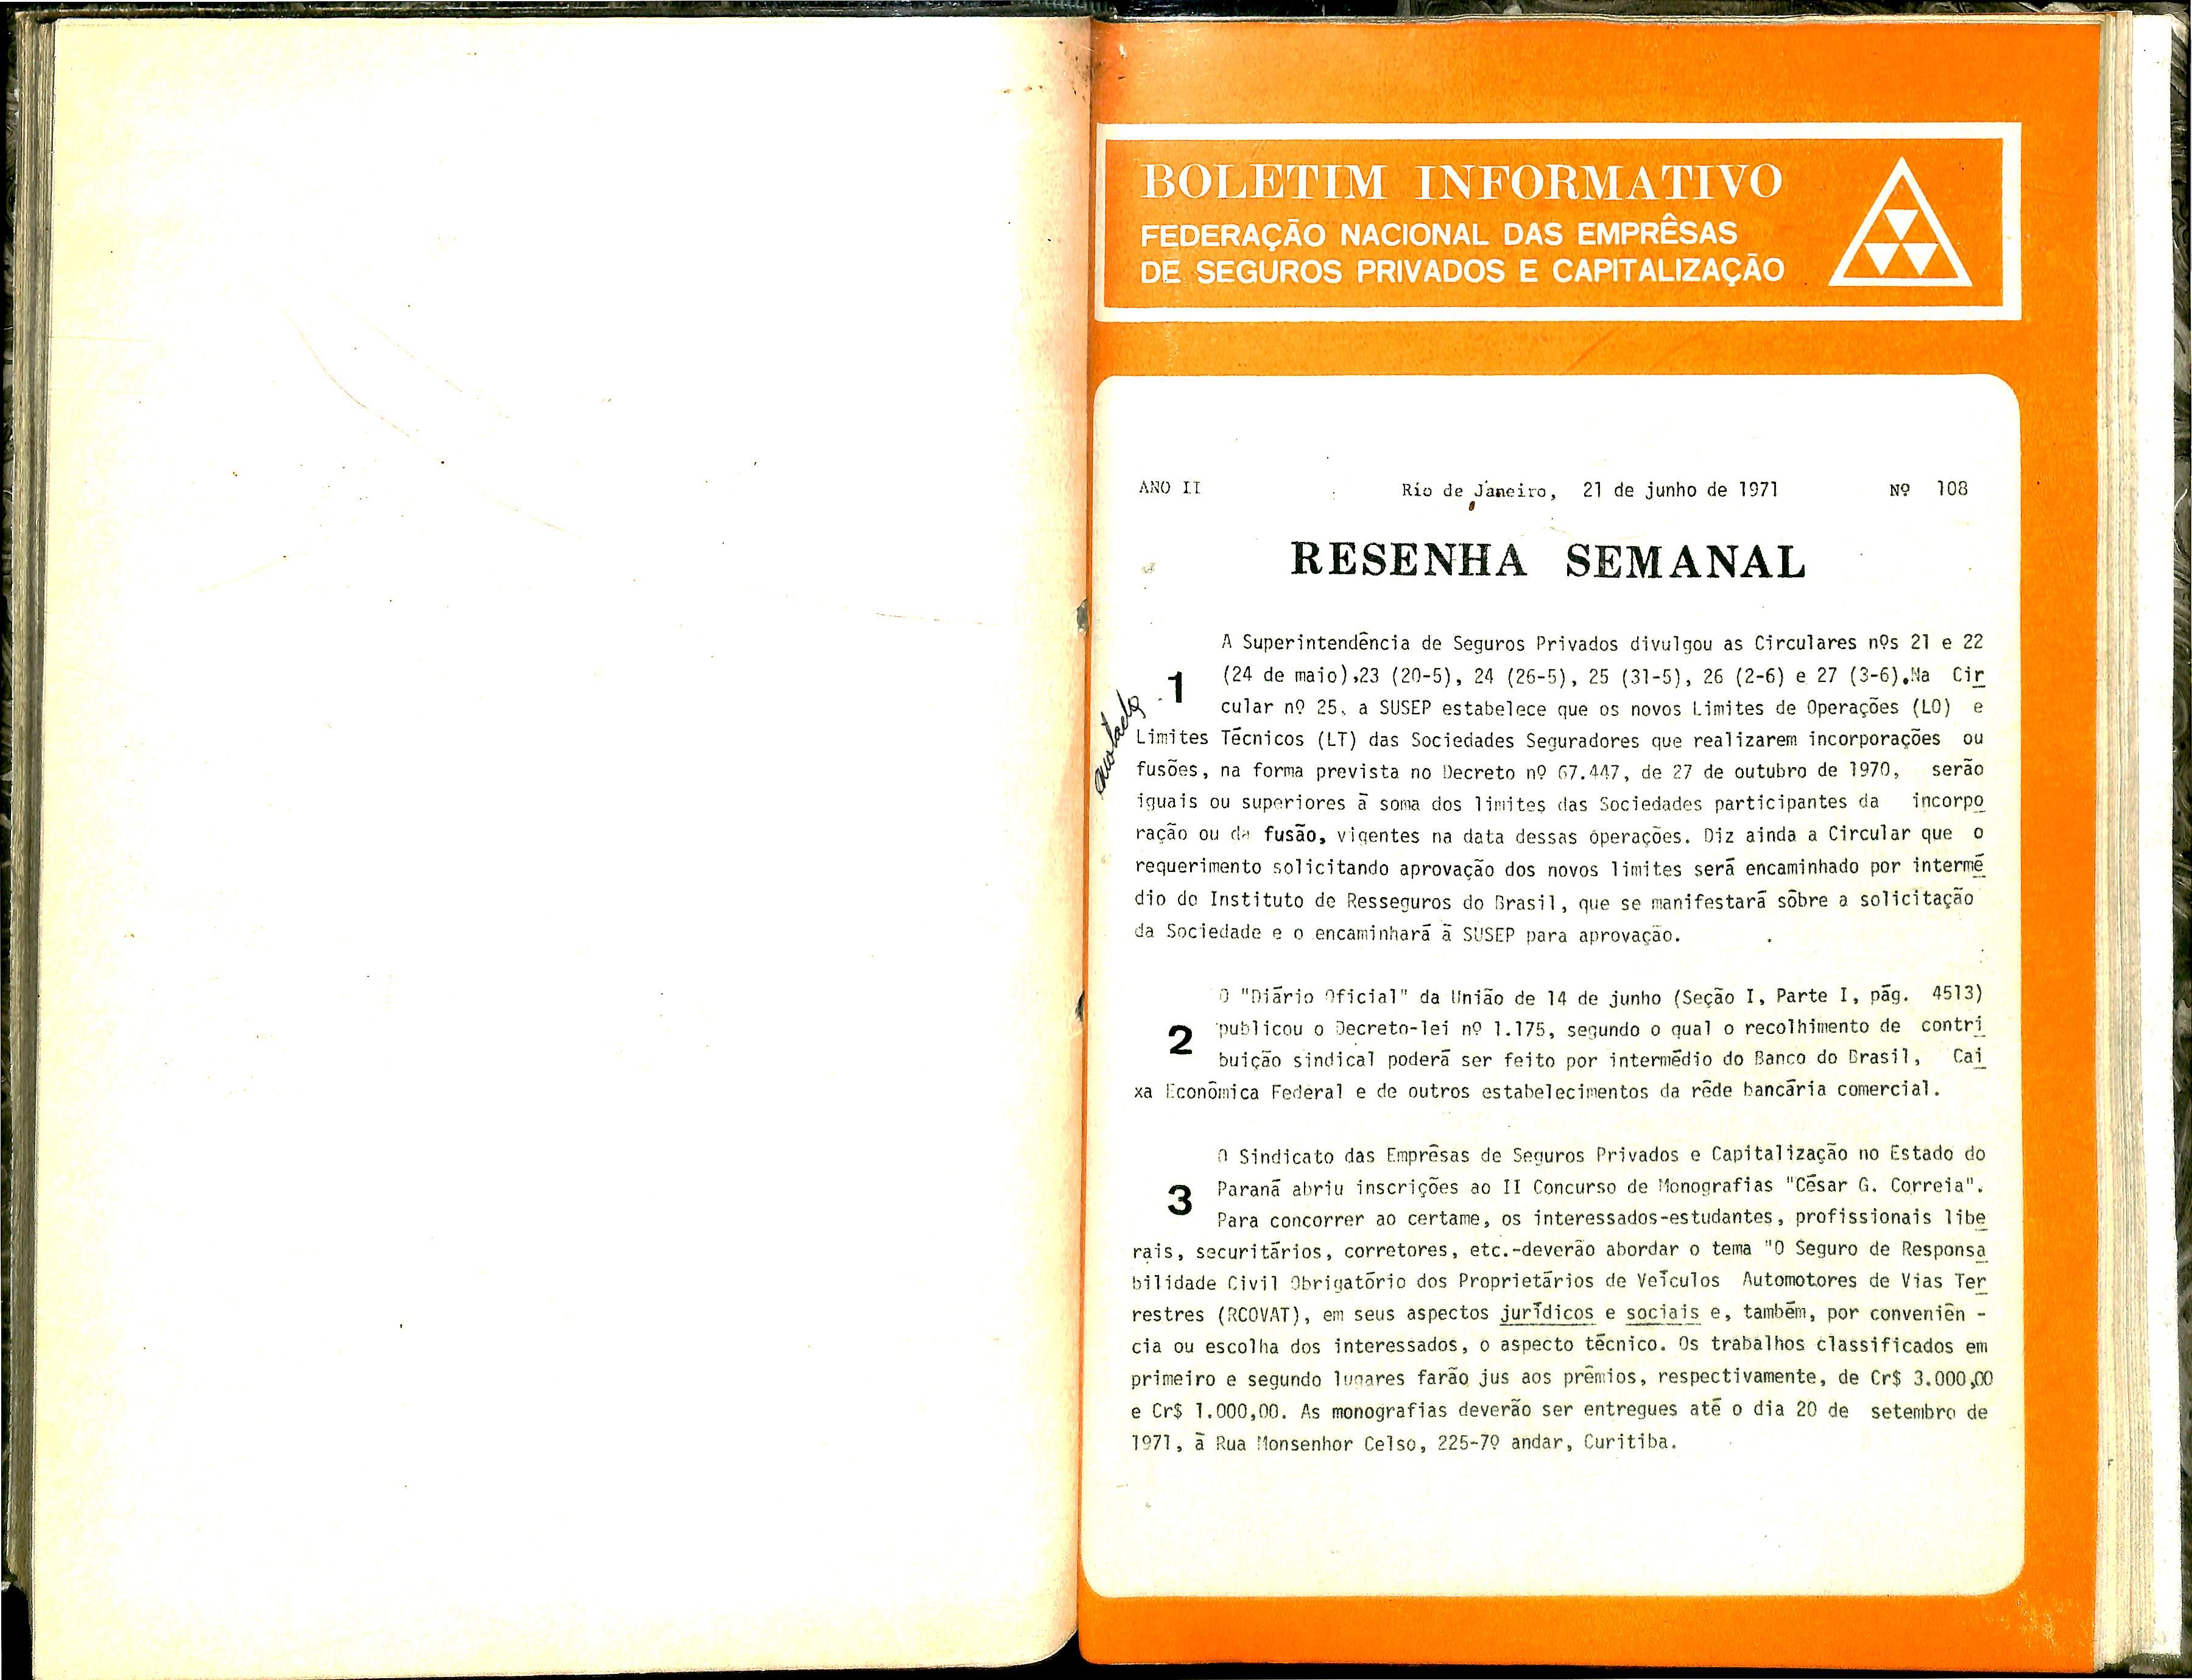 BOLETIM INFORMATIVO
FEDERAÇÃO NACIONAL DAS EMPRÊSAS
DE SEGUROS PRIVADOS E CAPITALIZAÇÃO
ANO II Rio de Janeiro, 21 de junho de 1971 Nº 108
RESENHA SEMANAL
1
A Superintendência de Seguros Privados divulgou as Circulares nºs 21 e 22
(24 de maio),23 (20-5), 24 (26-5), 25 (31-5), 26 (2-6) e 27 (3-6).Na Cir
cular nº 25, a SUSEP estabelece que os novos Limites de Operações (LO) e
Limites Técnicos (LT) das Sociedades Seguradores que realizarem incorporações ou
fusões, na forma prevista no Decreto nº 67.447, de 27 de outubro de 1970, serão
iguais ou superiores à soma dos limites das Sociedades participantes da incorpo
ração ou da fusão, vigentes na data dessas operações. Diz ainda a Circular que o
requerimento solicitando aprovação dos novos limites será encaminhado por intermé
dio do Instituto de Resseguros do Brasil, que se manifestará sôbre a solicitação
da Sociedade e o encaminhará à SUSEP para aprovação.
2
O "Diário Oficial" da União de 14 de junho (Seção I, Parte I, pág. 4513)
publicou o Decreto-lei nº 1.175, segundo o qual o recolhimento de contri
buição sindical poderá ser feito por intermédio do Banco do Brasil, Cai
xa Econômica Federal e de outros estabelecimentos da rêde bancária comercial.
3
O Sindicato das Emprêsas de Seguros Privados e Capitalização no Estado do
Paraná abriu inscrições ao II Concurso de Monografias "César G. Correia".
Para concorrer ao certame, os interessados-estudantes, profissionais libe
rais, securitários, corretores, etc.-deverão abordar o tema "O Seguro de Responsa
bilidade Civil Obrigatório dos Proprietários de Veículos Automotores de Vias Ter
restres (RCOVAT), em seus aspectos jurídicos e sociais e, também, por conveniên -
cia ou escolha dos interessados, o aspecto técnico. Os trabalhos classificados em
primeiro e segundo lugares farão jus aos prêmios, respectivamente, de Cr$ 3.000,00
e Cr$ 1.000,00. As monografias deverão ser entregues até o dia 20 de setembro de
1971, à Rua Monsenhor Celso, 225-7º andar, Curitiba.